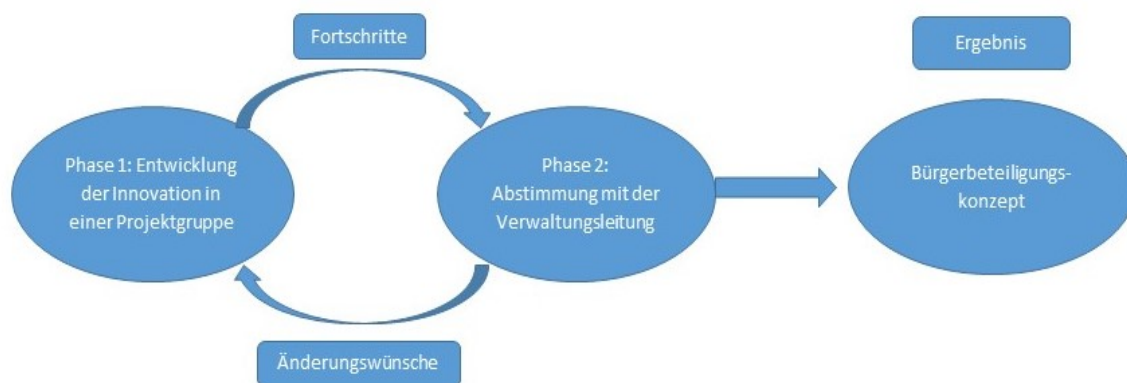 Fortschritte
Ergebnis
Phase 1: Entwicklung
der Innovation in
einer Projektgruppe
Phase 2:
Abstimmung mit der
Verwaltungsleitung
Bürgerbeteiligungs-
konzept
Änderungswünsche